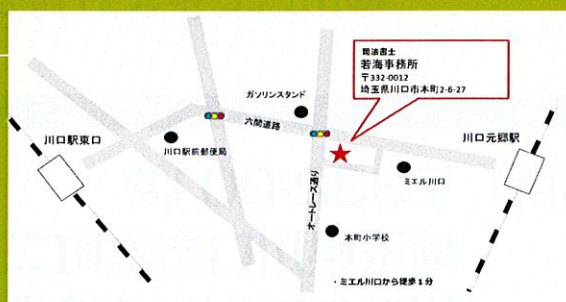 司法書士
若海事務所
〒332-0012
埼玉県川口市本町2-6-27
ガソリンスタンド
六間道路
川口駅東口
川口駅前郵便局
川口元郷駅
ミエル川口
オートレース通り
本町小学校
・ミエル川口から徒歩1分